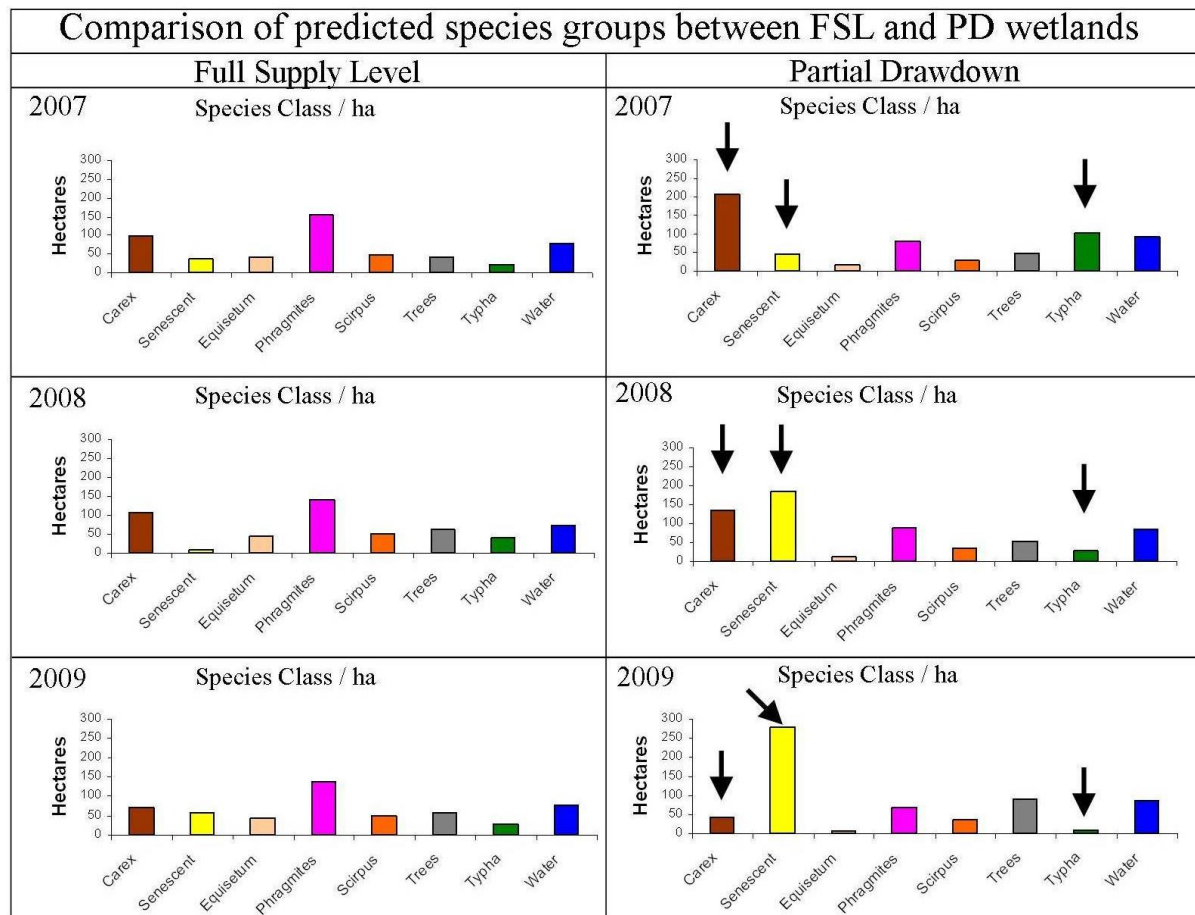 Comparison of predicted species groups between FSL and PD wetlands
Full Supply Level
Partial Drawdown
2007
Species Class / ha
Hectares
300
250
200
150
100
50
0
Carex
Senescent
Equisetum
Phragmites
Scirpus
Trees
Typha
Water
2007
Species Class / ha
Hectares
300
250
200
150
100
50
0
Carex
Senescent
Equisetum
Phragmites
Scirpus
Trees
Typha
Water
2008
Species Class / ha
Hectares
300
250
200
150
100
50
0
Carex
Senescent
Equisetum
Phragmites
Scirpus
Trees
Typha
Water
2008
Species Class / ha
Hectares
300
250
200
150
100
50
0
Carex
Senescent
Equisetum
Phragmites
Scirpus
Trees
Typha
Water
2009
Species Class / ha
Hectares
300
250
200
150
100
50
0
Carex
Senescent
Equisetum
Phragmites
Scirpus
Trees
Typha
Water
2009
Species Class / ha
Hectares
300
250
200
150
100
50
0
Carex
Senescent
Equisetum
Phragmites
Scirpus
Trees
Typha
Water